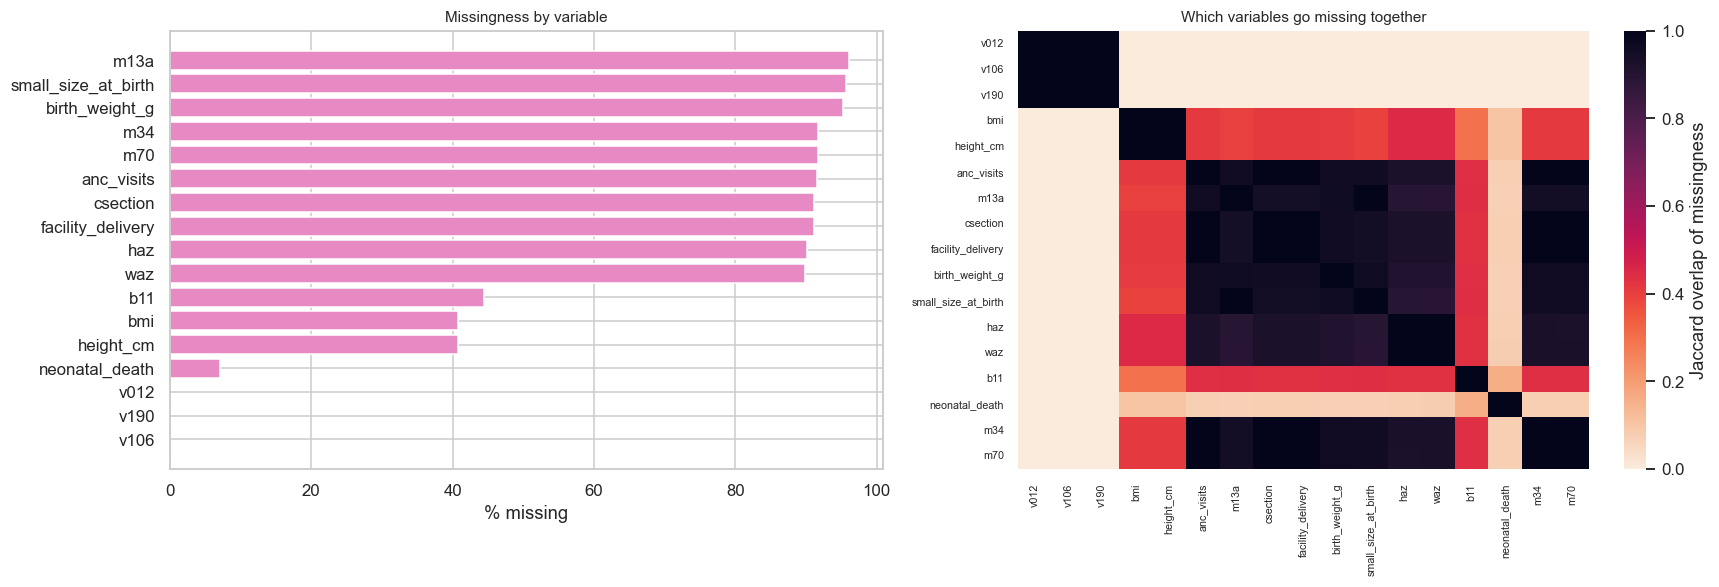 Missingness by variable
m13a
small_size_at_birth
birth_weight_g
m34
m70
anc_visits
csection
facility_delivery
haz
waz
b11
bmi
height_cm
neonatal_death
v012
v190
v106
0 20 40 60 80 100
% missing
Which variables go missing together
v012
v106
v190
bmi
height_cm
anc_visits
m13a
csection
facility_delivery
birth_weight_g
small_size_at_birth
haz
waz
b11
neonatal_death
m34
m70
v012
v106
v190
bmi
height_cm
anc_visits
m13a
csection
facility_delivery
birth_weight_g
small_size_at_birth
haz
waz
b11
neonatal_death
m34
m70
1.0
0.8
0.6
0.4
0.2
0.0
Jaccard overlap of missingness